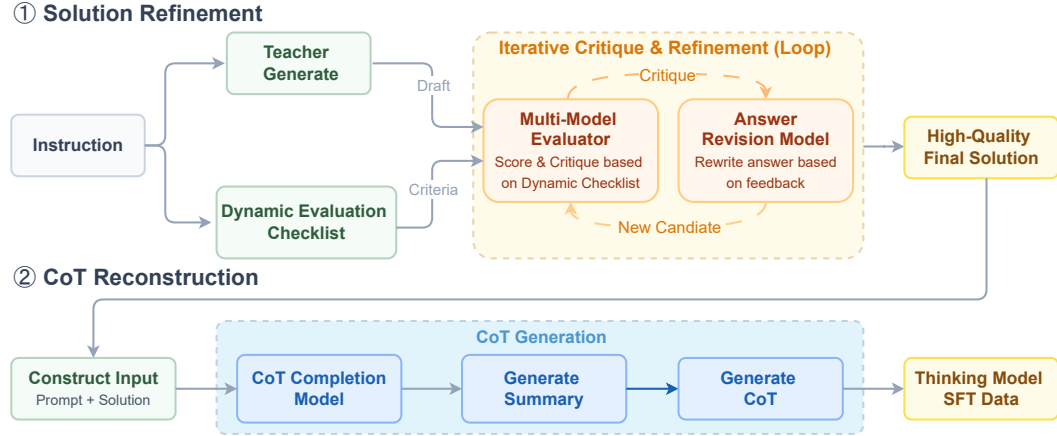 ① Solution Refinement
Teacher
Generate
Draft
Instruction
Dynamic Evaluation
Checklist
Criteria
Iterative Critique & Refinement (Loop)
Critique
Multi-Model
Evaluator
Score & Critique based
on Dynamic Checklist
Answer
Revision Model
Rewrite answer based
on feedback
New Candiate
High-Quality
Final Solution
② CoT Reconstruction
Construct Input
Prompt + Solution
CoT Generation
CoT Completion
Model
Generate
Summary
Generate
CoT
Thinking Model
SFT Data